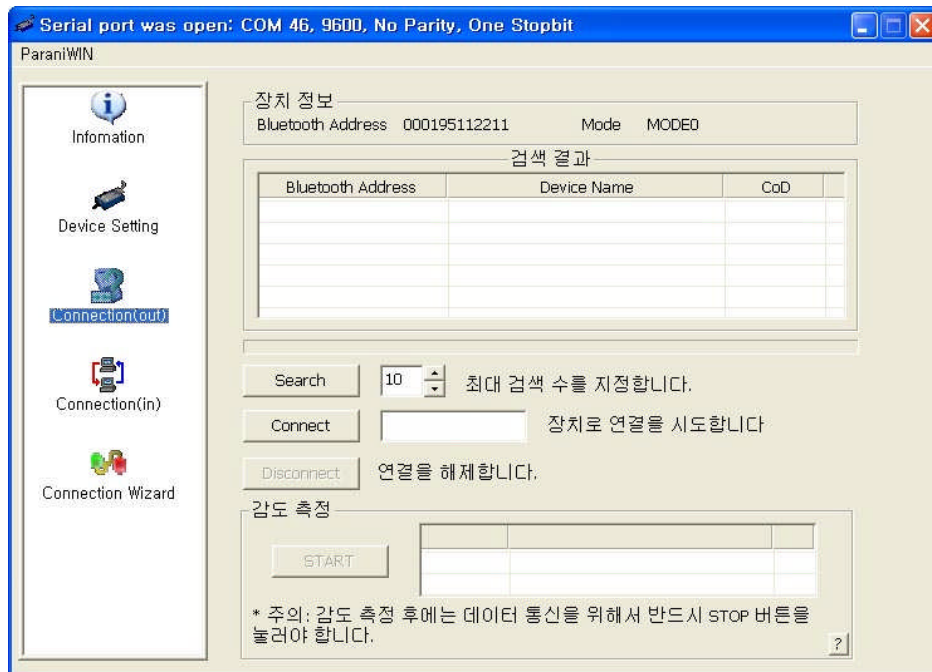 Serial port was open: COM 46, 9600, No Parity, One Stopbit
ParaniWIN
Infomation
Device Setting
Connection(out)
Connection(in)
Connection Wizard
장치 정보
Bluetooth Address 000195112211 Mode MODE0
검색 결과
Bluetooth Address Device Name CoD
Search 10 최대 검색 수를 지정합니다.
Connect 장치로 연결을 시도합니다
Disconnect 연결을 해제합니다.
감도 측정
START
* 주의: 감도 측정 후에는 데이터 통신을 위해서 반드시 STOP 버튼을
눌러야 합니다.
?